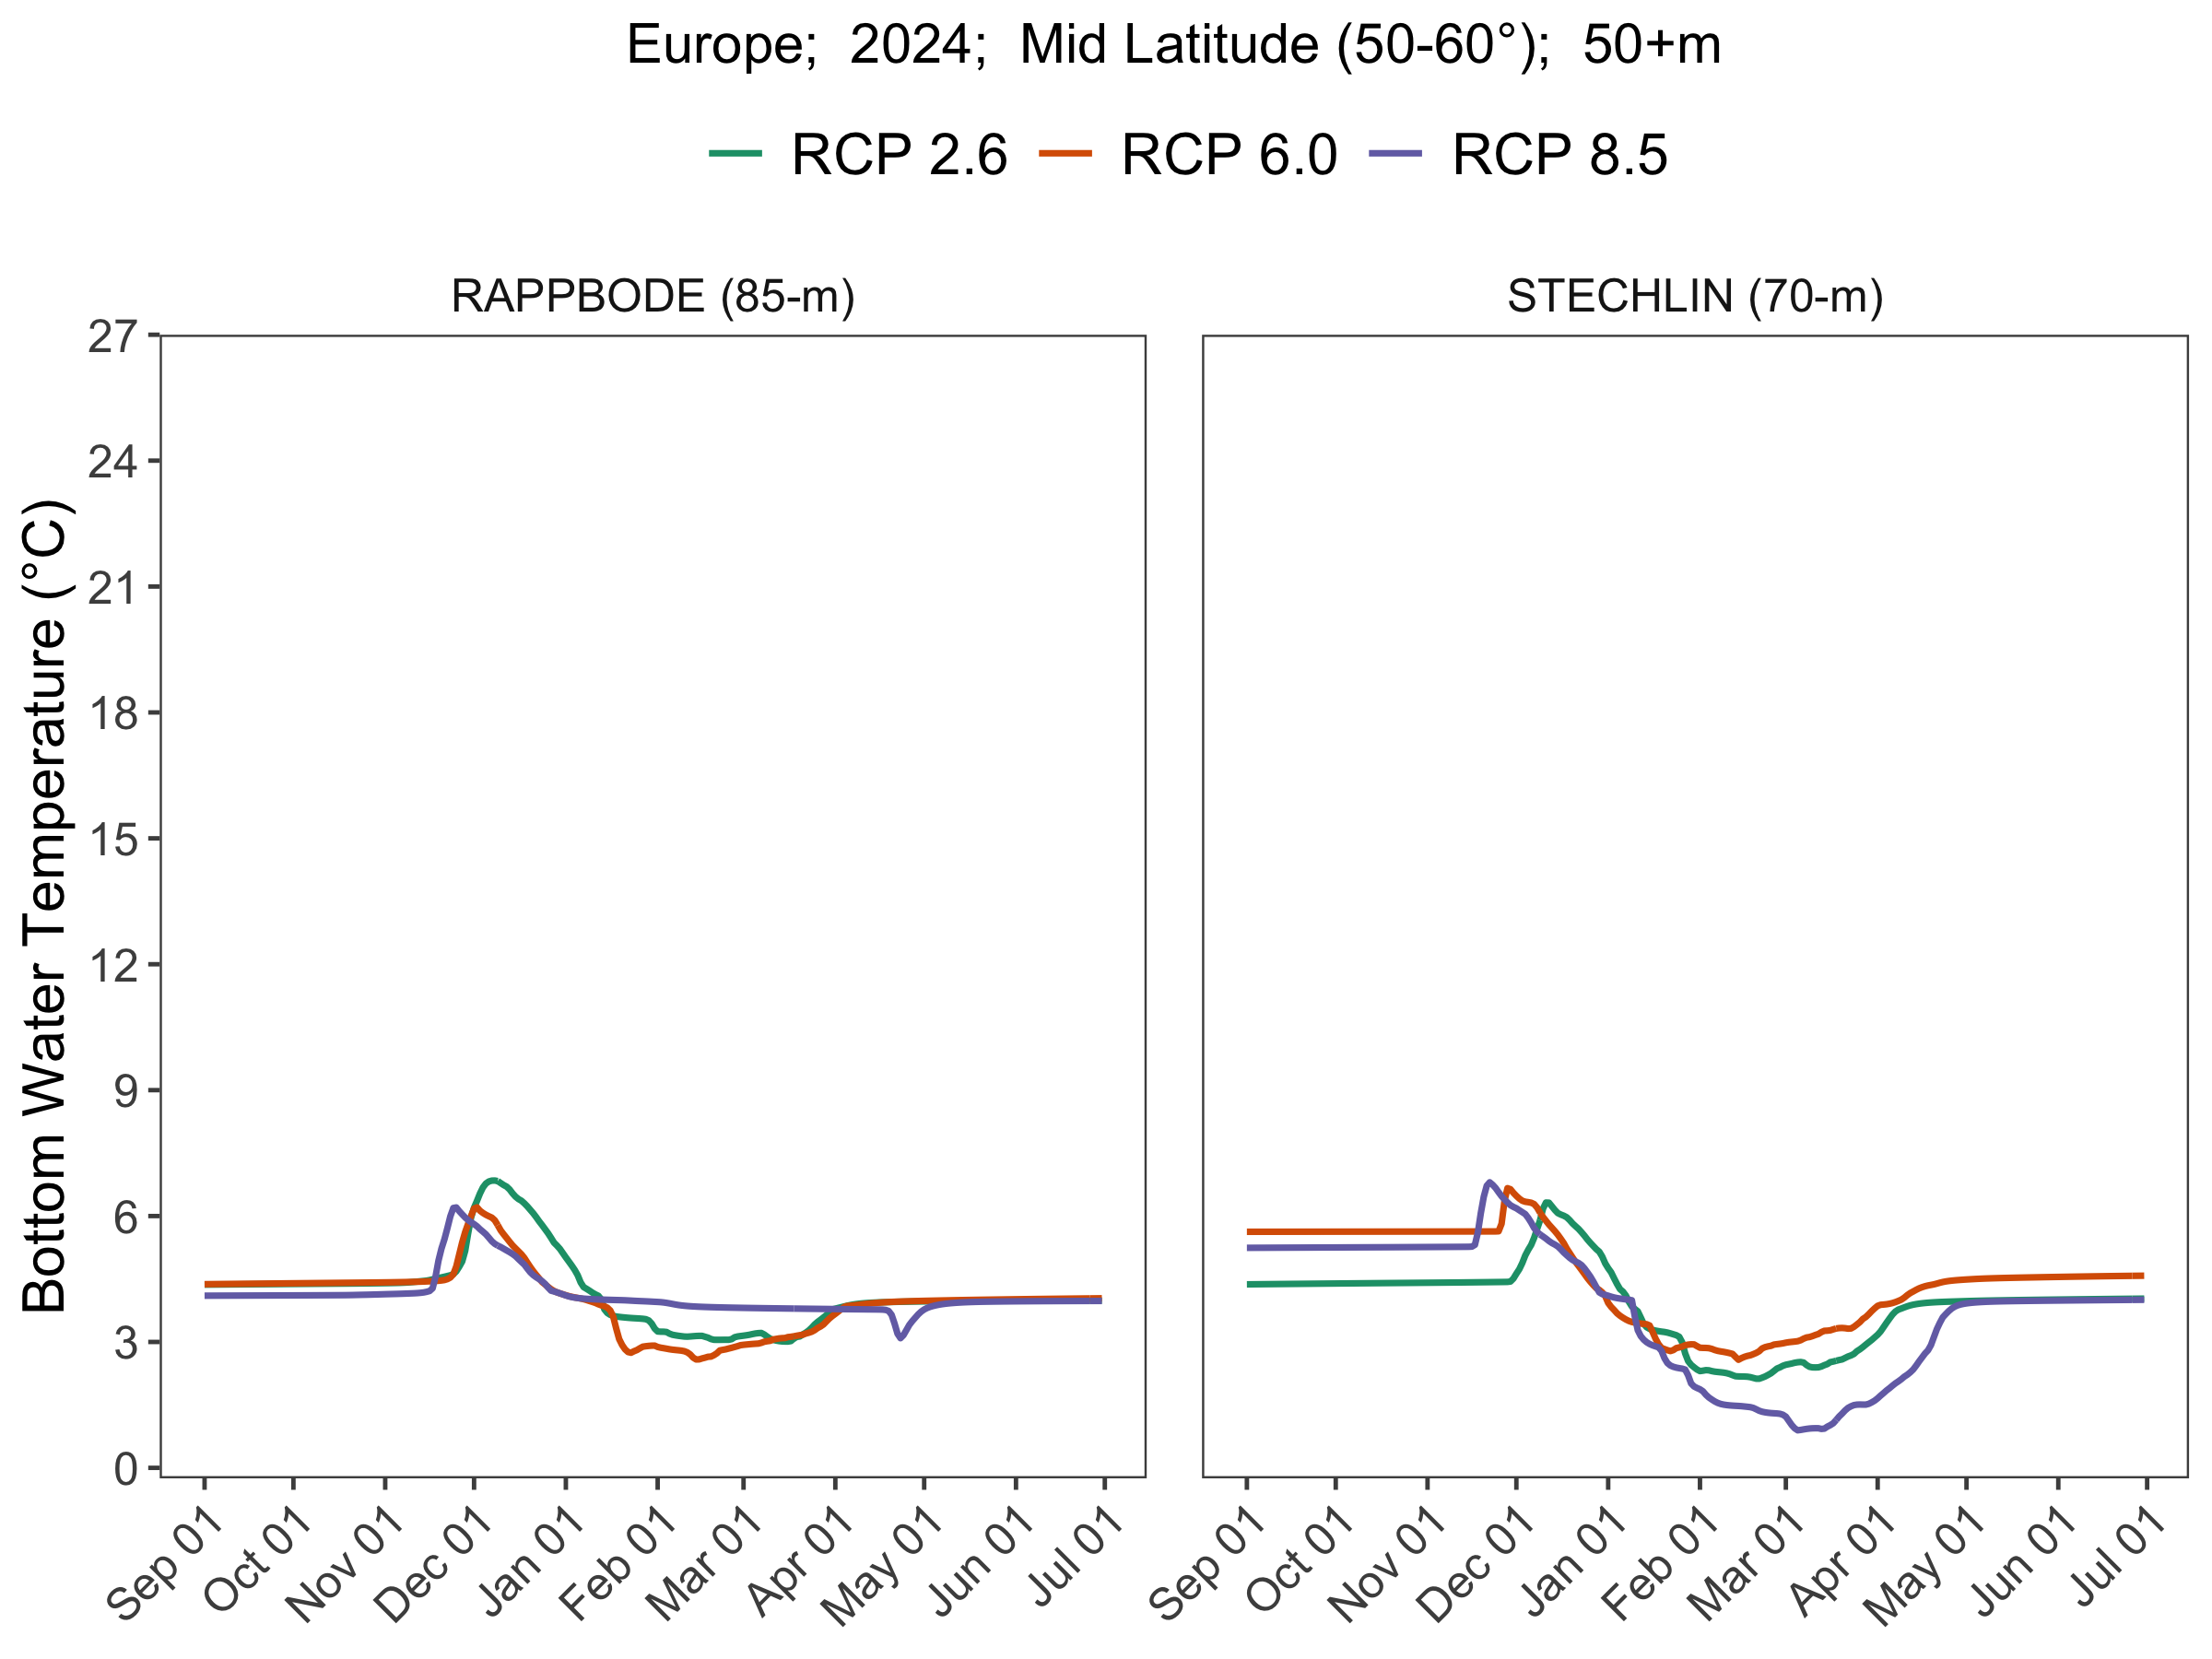 Europe;  2024;  Mid Latitude (50-60°);  50+m
RCP 2.6 RCP 6.0 RCP 8.5
RAPPBODE (85-m) STECHLIN (70-m)
Bottom Water Temperature (°C)
27
24
21
18
15
12
9
6
3
0
Sep 01 Oct 01 Nov 01 Dec 01 Jan 01 Feb 01 Mar 01 Apr 01 May 01 Jun 01 Jul 01 Sep 01 Oct 01 Nov 01 Dec 01 Jan 01 Feb 01 Mar 01 Apr 01 May 01 Jun 01 Jul 01